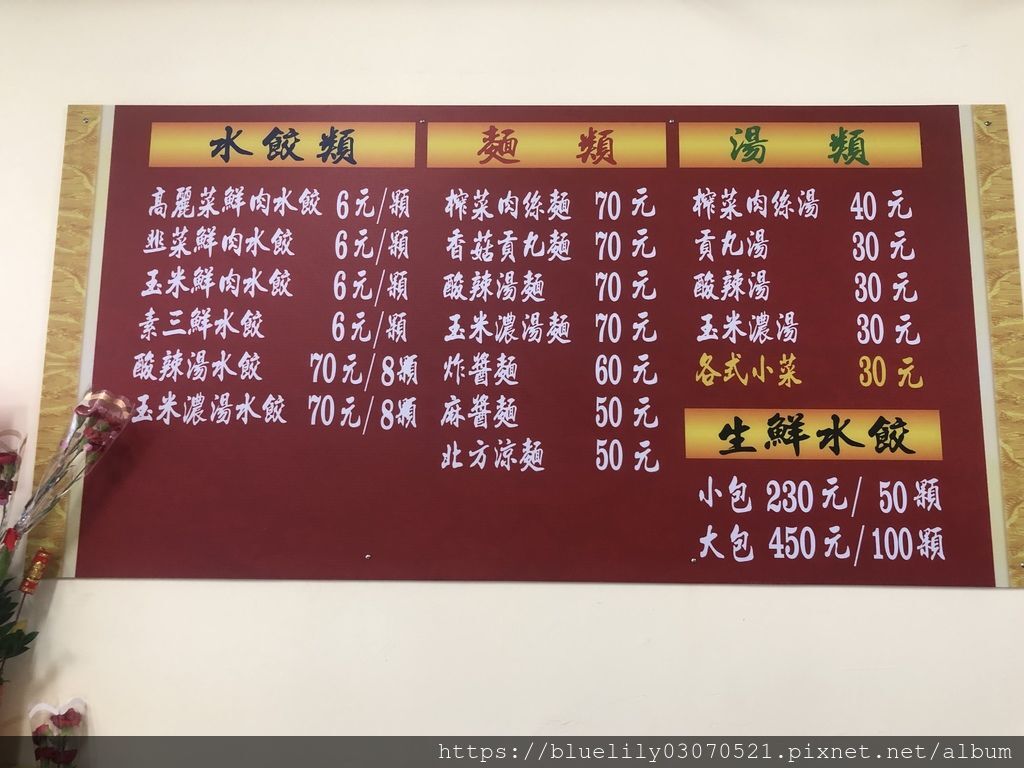 水餃類
高麗菜鮮肉水餃 6元/顆
韭菜鮮肉水餃 6元/顆
玉米鮮肉水餃 6元/顆
素三鮮水餃 6元/顆
酸辣湯水餃 70元/8顆
玉米濃湯水餃 70元/8顆
麵類
榨菜肉絲麵 70元
香菇貢丸麵 70元
酸辣湯麵 70元
玉米濃湯麵 70元
炸醬麵 60元
麻醬麵 50元
北方涼麵 50元
湯類
榨菜肉絲湯 40元
貢丸湯 30元
酸辣湯 30元
玉米濃湯 30元
各式小菜 30元
生鮮水餃
小包 230元/ 50顆
大包 450元/100顆
https://bluelily03070521.pixnet.net/album